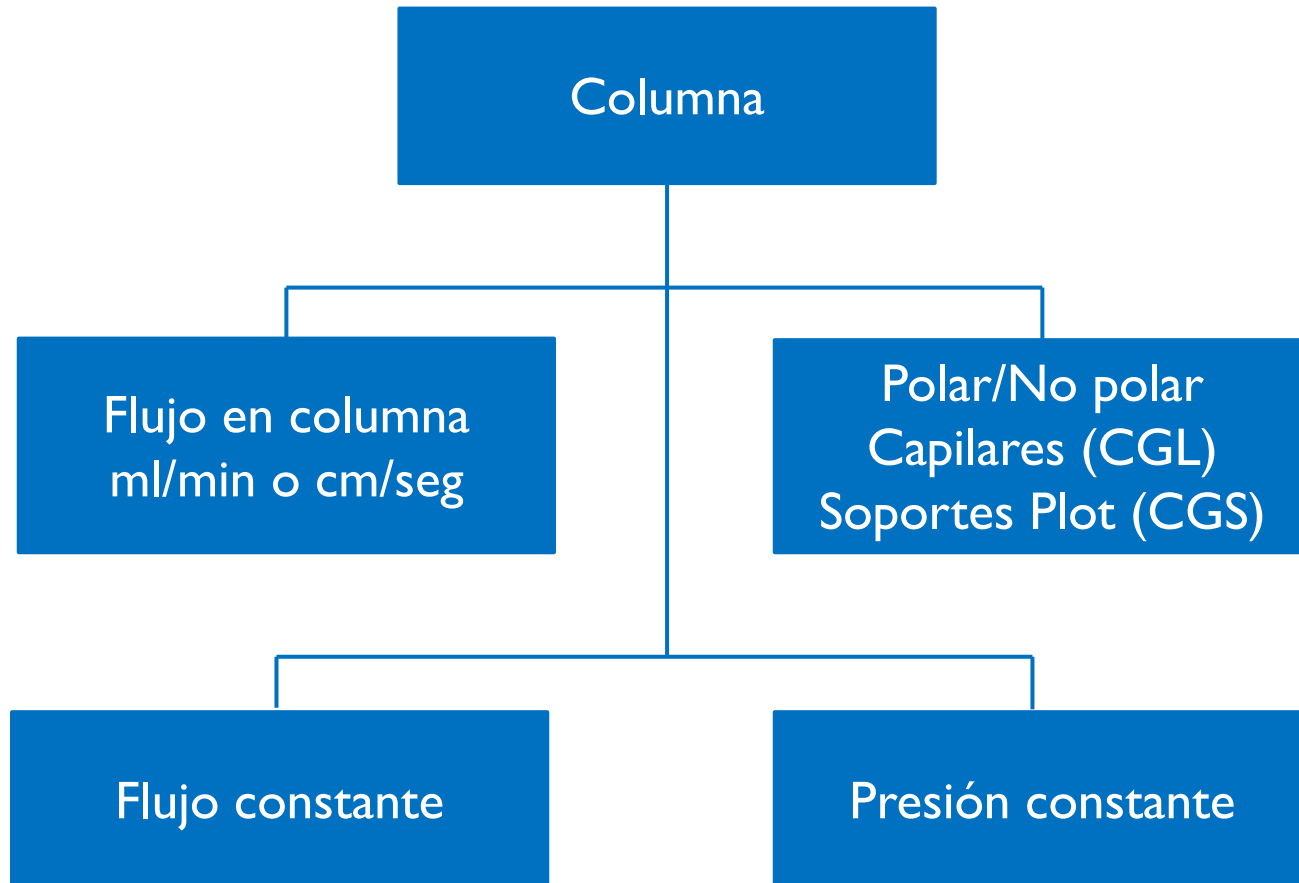 Columna
Flujo en columna
ml/min o cm/seg
Polar/No polar
Capilares (CGL)
Soportes Plot (CGS)
Flujo constante
Presión constante